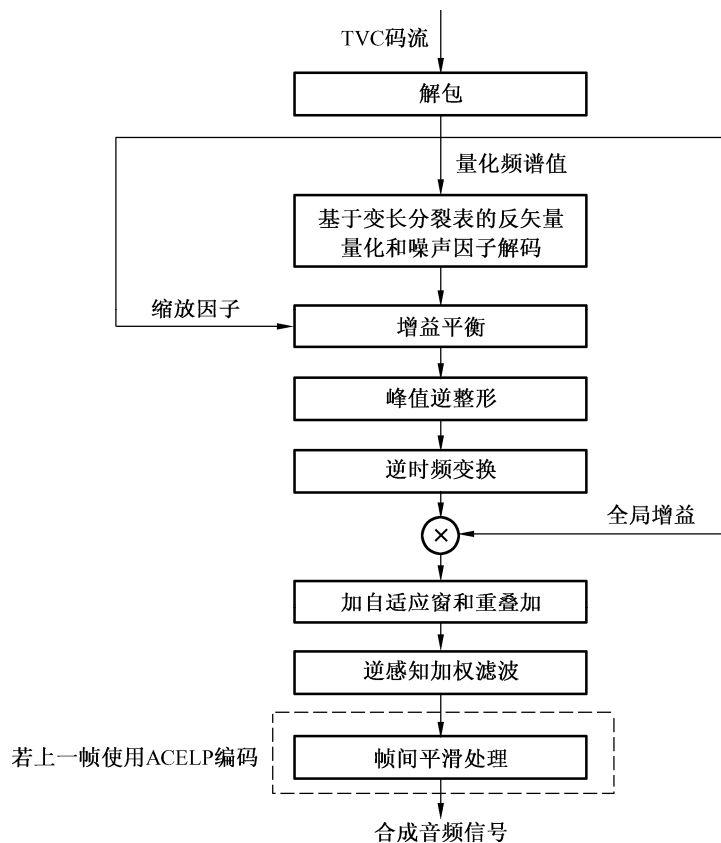 TVC码流
解包
量化频谱值
基于变长分裂表的反矢量
量化和噪声因子解码
缩放因子
增益平衡
峰值逆整形
逆时频变换
全局增益
加自适应窗和重叠加
逆感知加权滤波
若上一帧使用ACELP编码
帧间平滑处理
合成音频信号